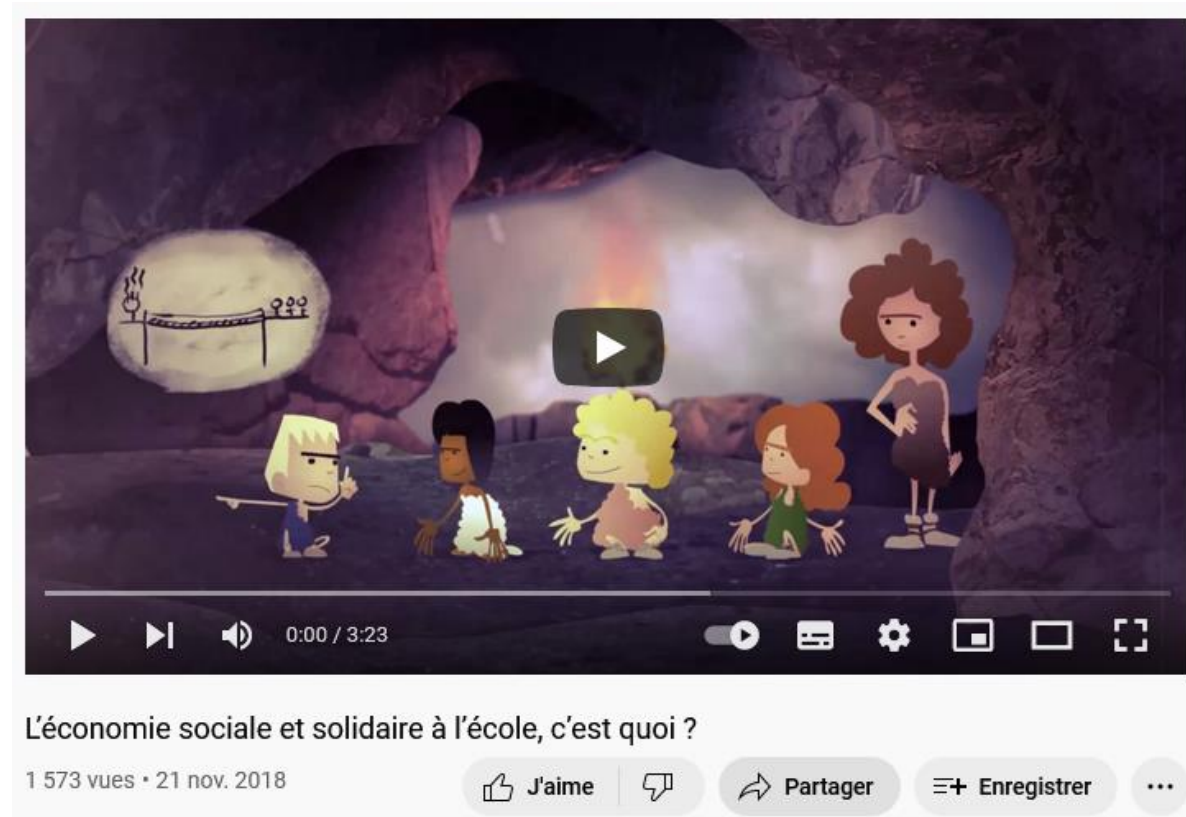 0:00 / 3:23
L’économie sociale et solidaire à l’école, c’est quoi ?
1 573 vues • 21 nov. 2018 J'aime Partager Enregistrer